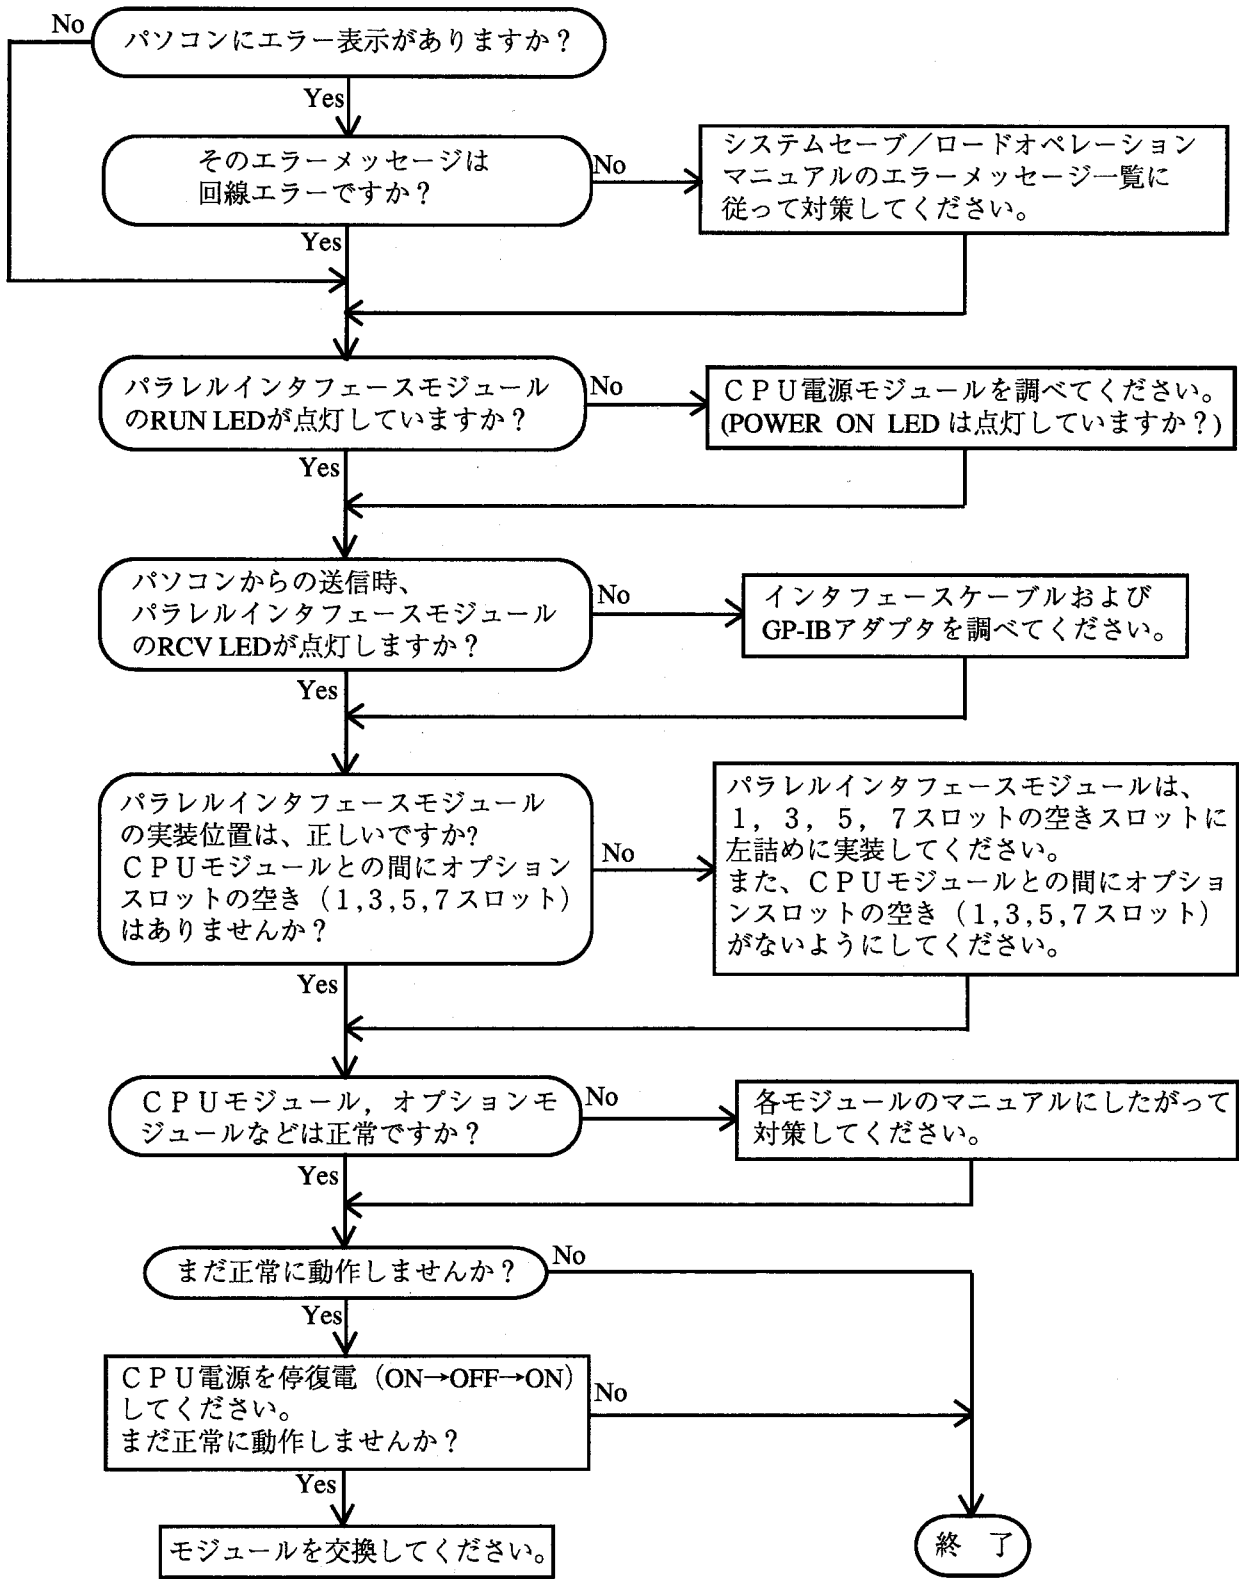 No
パソコンにエラー表示がありますか？
Yes
そのエラーメッセージは
回線エラーですか？
No
システムセーブ／ロードオペレーション
マニュアルのエラーメッセージ一覧に
従って対策してください。
Yes
パラレルインタフェースモジュール
のRUN LEDが点灯していますか？
No
ＣＰＵ電源モジュールを調べてください。
(POWER ON LED は点灯していますか？)
Yes
パソコンからの送信時、
パラレルインタフェースモジュール
のRCV LEDが点灯しますか？
No
インタフェースケーブルおよび
GP-IBアダプタを調べてください。
Yes
パラレルインタフェースモジュール
の実装位置は、正しいですか?
ＣＰＵモジュールとの間にオプション
スロットの空き（1,3,5,7スロット）
はありませんか？
No
パラレルインタフェースモジュールは、
１，３，５，７スロットの空きスロットに
左詰めに実装してください。
また、ＣＰＵモジュールとの間にオプショ
ンスロットの空き（1,3,5,7スロット）
がないようにしてください。
Yes
ＣＰＵモジュール，オプションモ
ジュールなどは正常ですか？
No
各モジュールのマニュアルにしたがって
対策してください。
Yes
まだ正常に動作しませんか？
No
Yes
ＣＰＵ電源を停復電（ON→OFF→ON）
してください。
まだ正常に動作しませんか？
No
Yes
モジュールを交換してください。
終　了